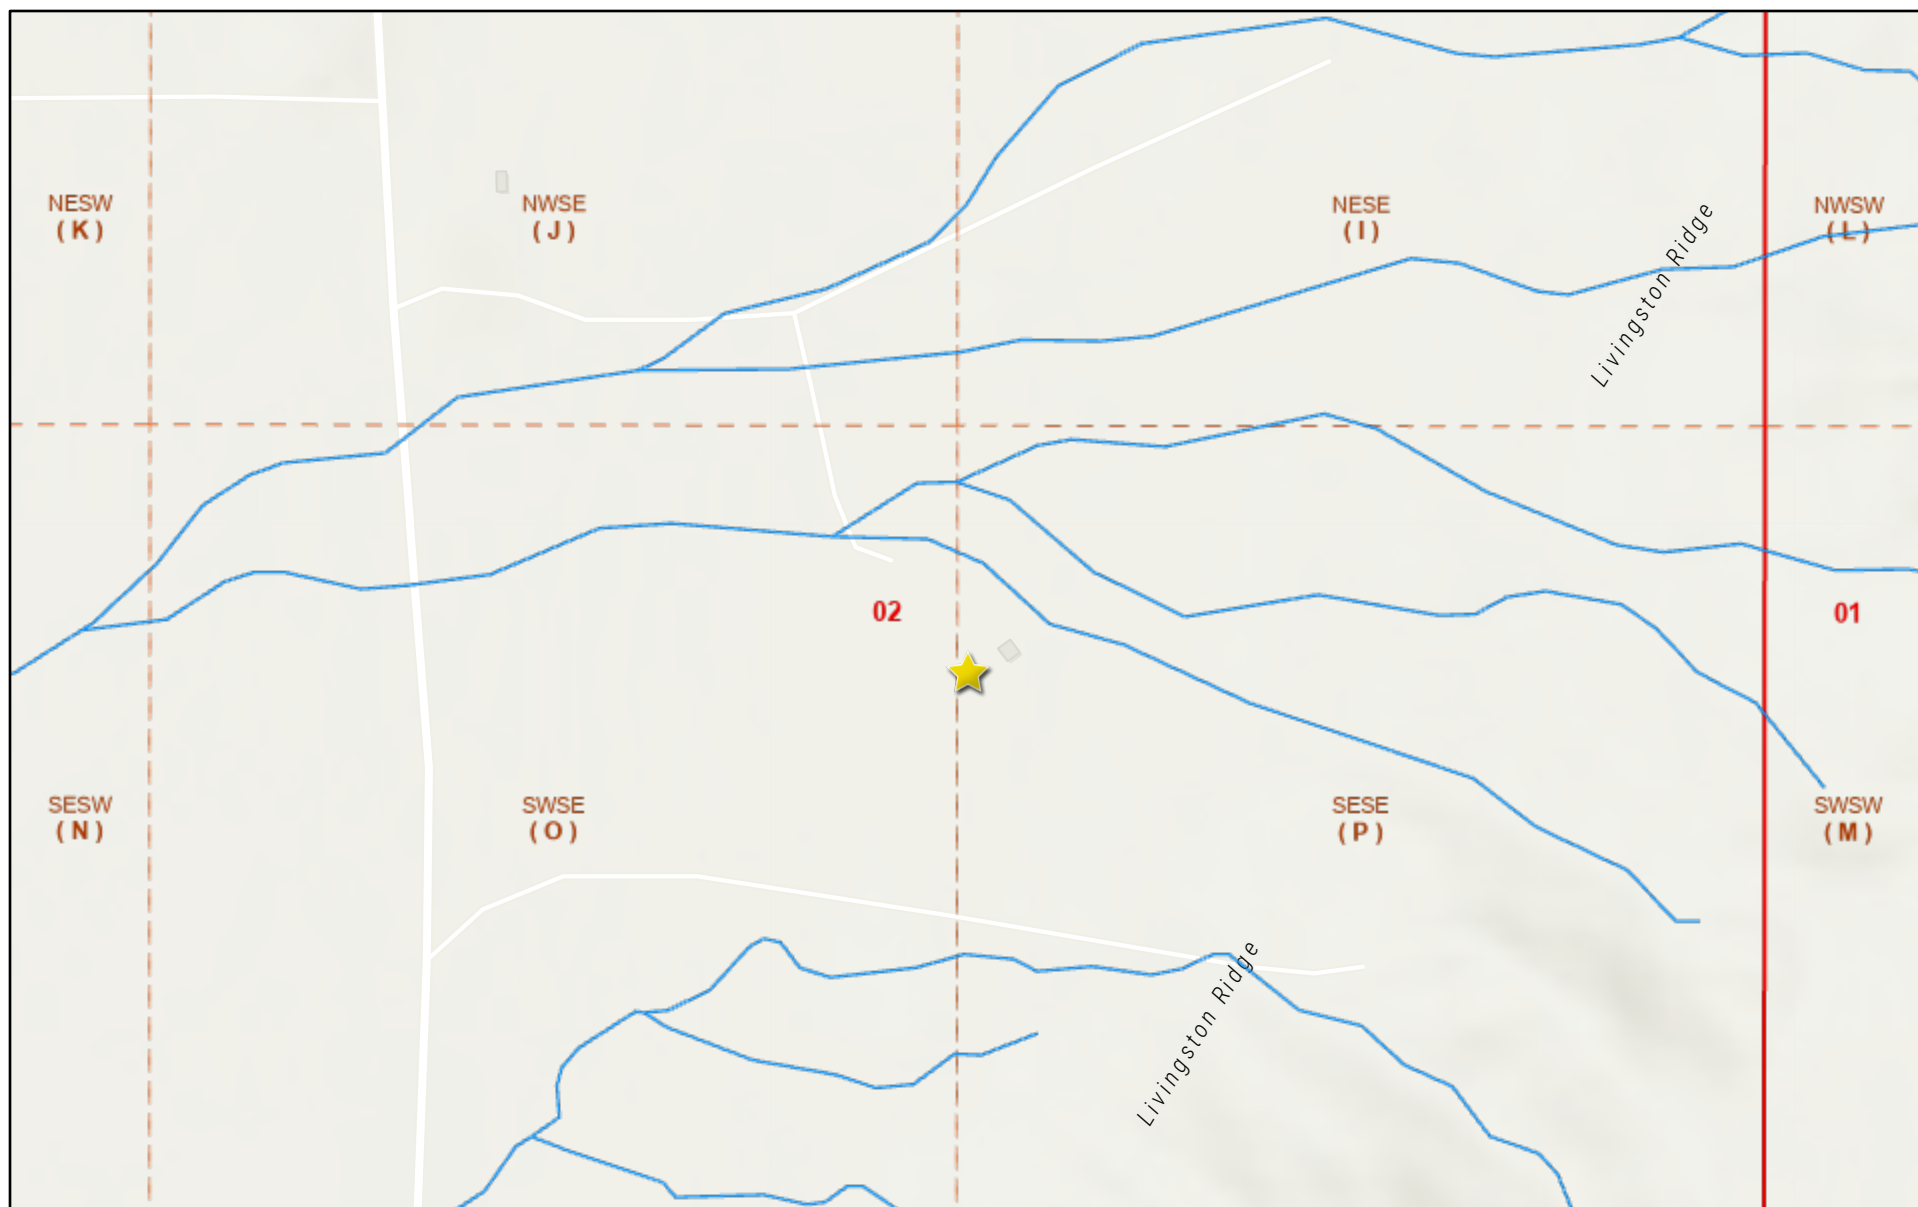 NESW
( K )
NWSE
( J )
NESE
( I )
NWSW
( L )
Livingston Ridge
02
01
SESW
( N )
SWSE
( O )
SESE
( P )
SWSW
( M )
Livingston Ridge